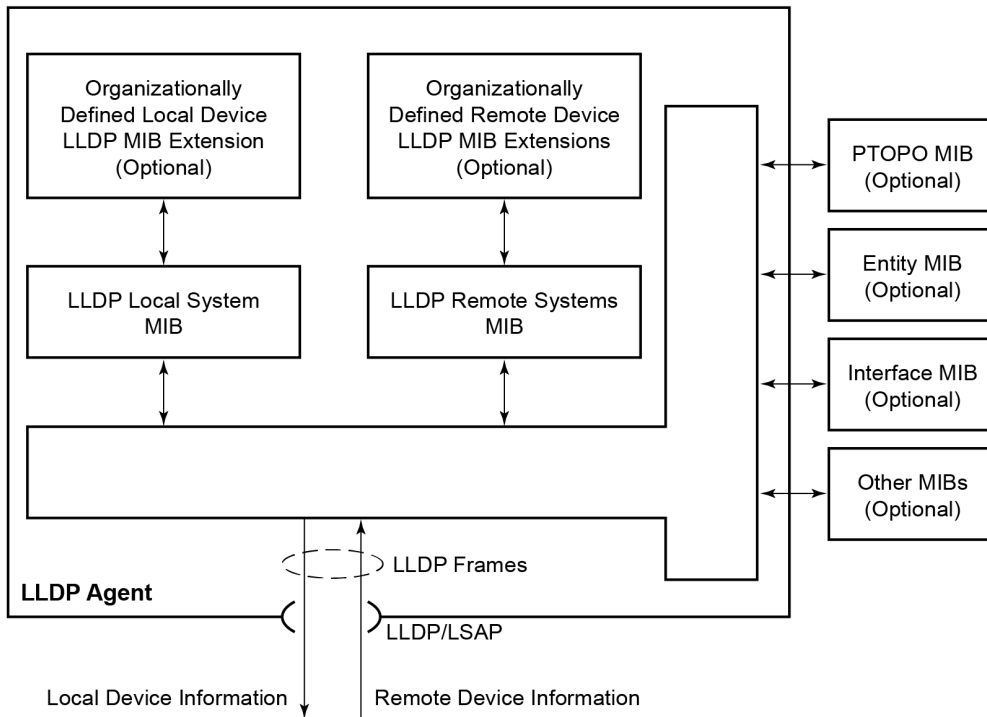 Organizationally
Defined Local Device
LLDP MIB Extension
(Optional)
Organizationally
Defined Remote Device
LLDP MIB Extensions
(Optional)
PTOPO MIB
(Optional)
LLDP Local System
MIB
LLDP Remote Systems
MIB
Entity MIB
(Optional)
Interface MIB
(Optional)
Other MIBs
(Optional)
LLDP Frames
LLDP Agent
LLDP/LSAP
Local Device Information
Remote Device Information